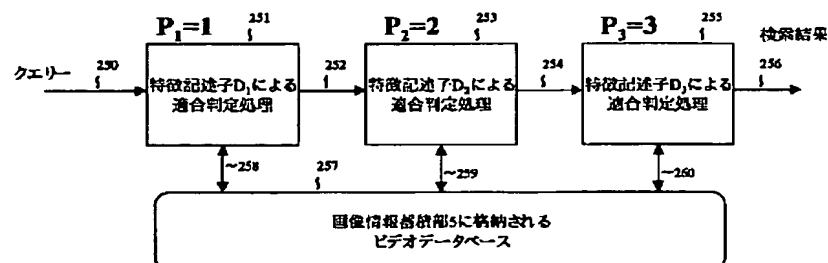 P1=1
251
P2=2
253
P3=3
255
検索結果
クエリー
250
特徴記述子D1による
適合判定処理
252
特徴記述子D2による
適合判定処理
254
特徴記述子D3による
適合判定処理
256
~258
257
~259
~260
画像情報蓄積部5に格納される
ビデオデータベース